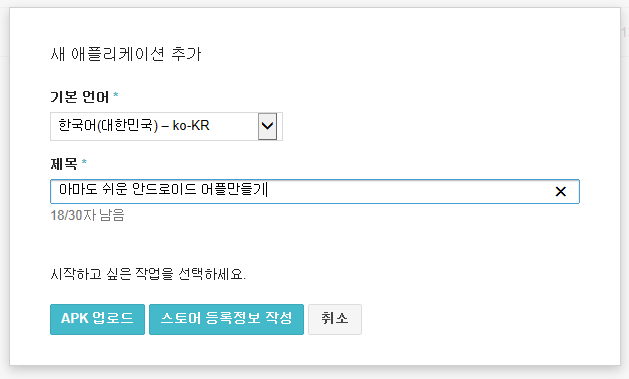 새 애플리케이션 추가
기본 언어 *
한국어(대한민국) – ko-KR
제목 *
아마도 쉬운 안드로이드 어플만들기
18/30자 남음
시작하고 싶은 작업을 선택하세요.
APK 업로드 스토어 등록정보 작성 취소